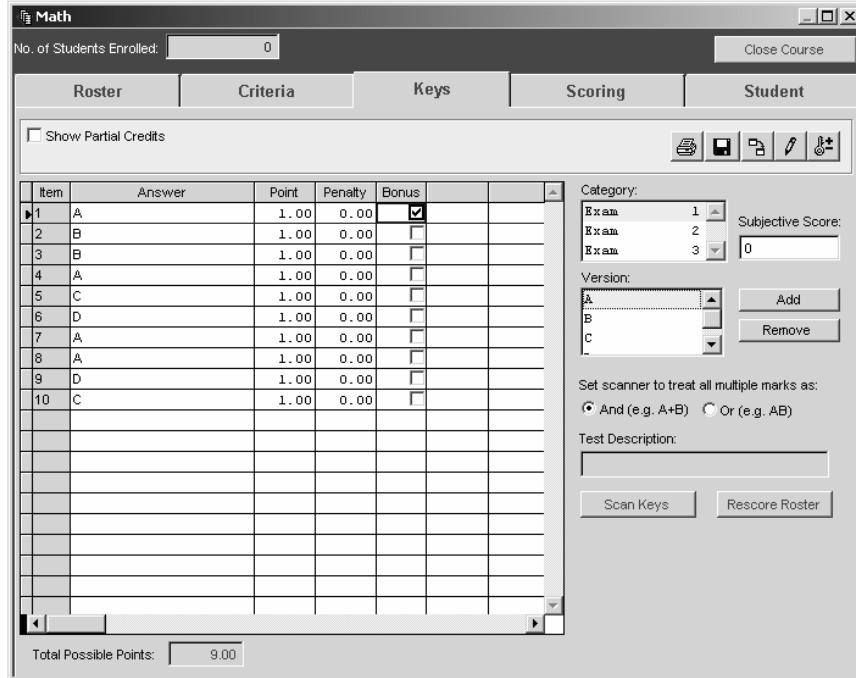 Math
No. of Students Enrolled: 0
Close Course
Roster Criteria Keys Scoring Student
Show Partial Credits
Item Answer Point Penalty Bonus
1 A 1.00 0.00
2 B 1.00 0.00
3 B 1.00 0.00
4 A 1.00 0.00
5 C 1.00 0.00
6 D 1.00 0.00
7 A 1.00 0.00
8 A 1.00 0.00
9 D 1.00 0.00
10 C 1.00 0.00
Total Possible Points: 9.00
Category:
Exam 1
Exam 2
Exam 3
Subjective Score:
0
Version:
A
B
C
Add
Remove
Set scanner to treat all multiple marks as:
And (e.g. A+B) Or (e.g. AB)
Test Description:
Scan Keys Rescore Roster